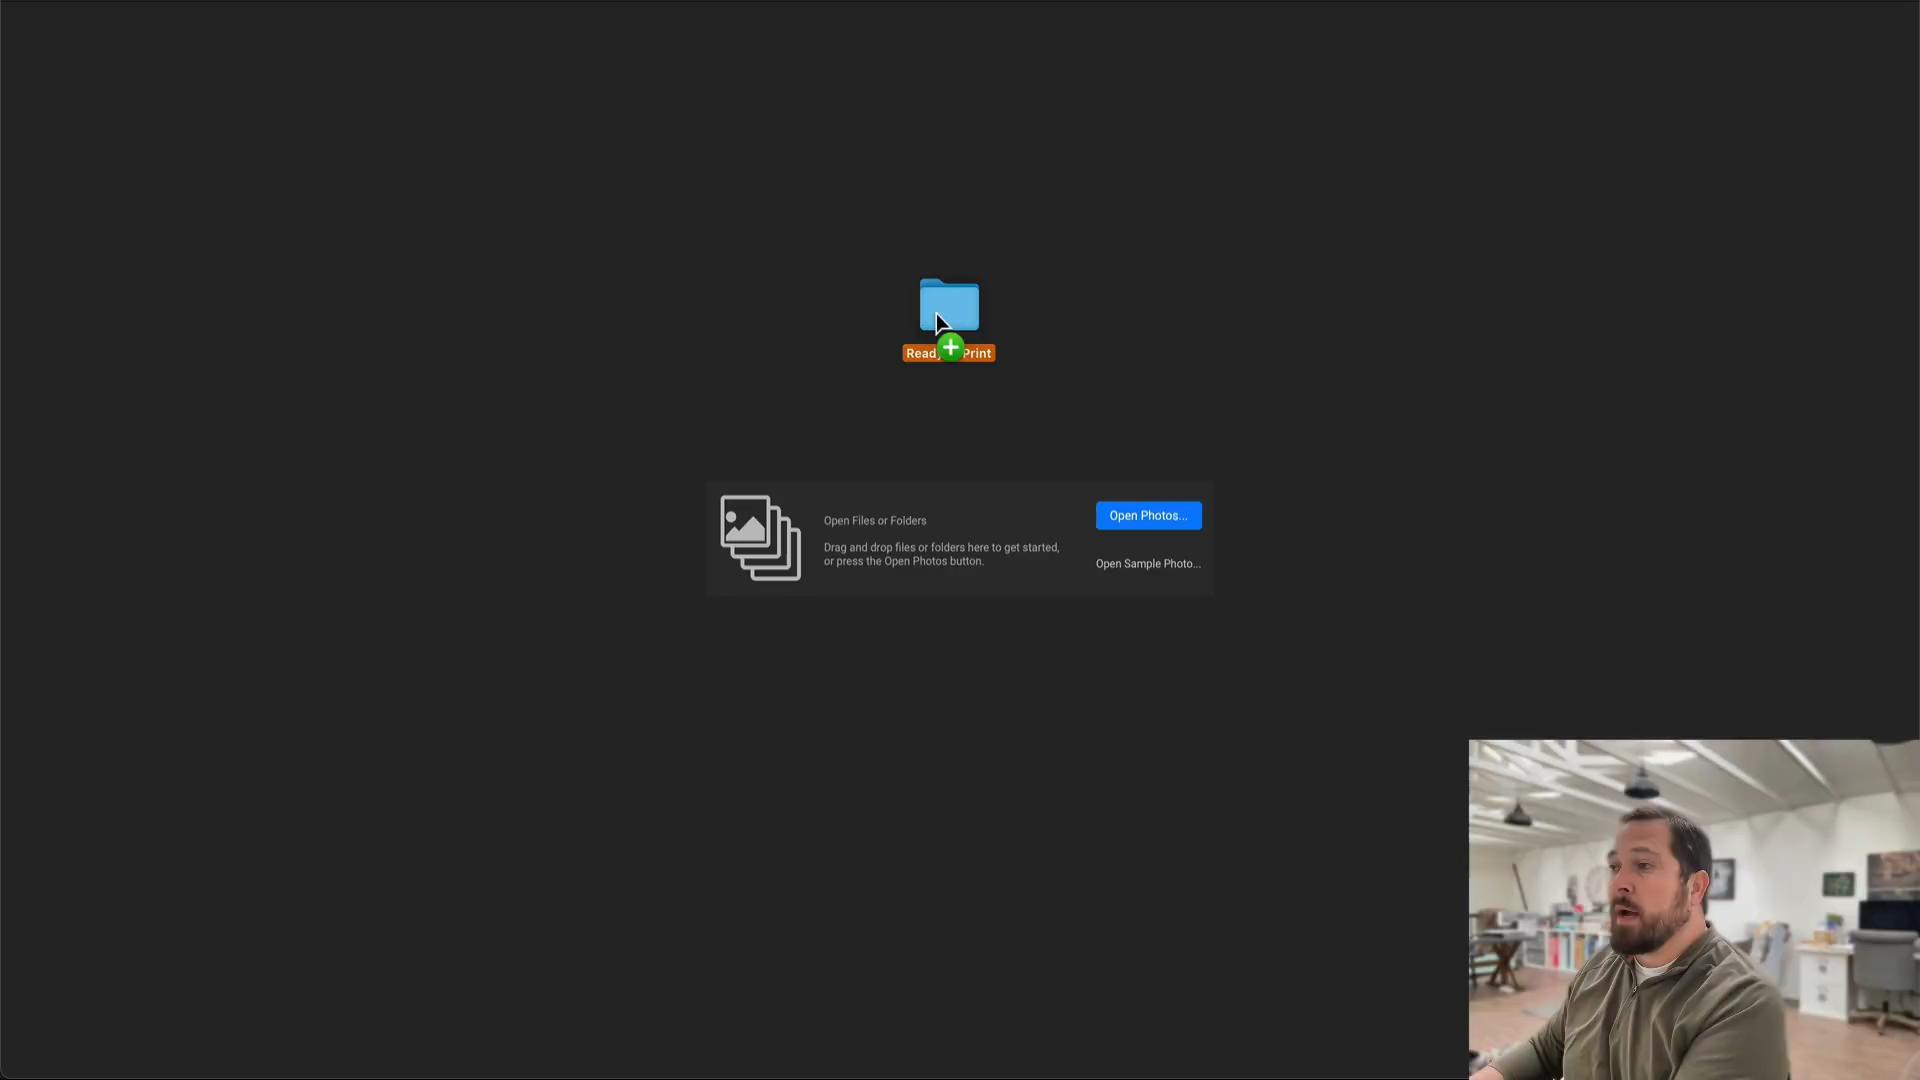 Read Print
Open Files or Folders
Drag and drop files or folders here to get started,
or press the Open Photos button.
Open Photos...
Open Sample Photo...